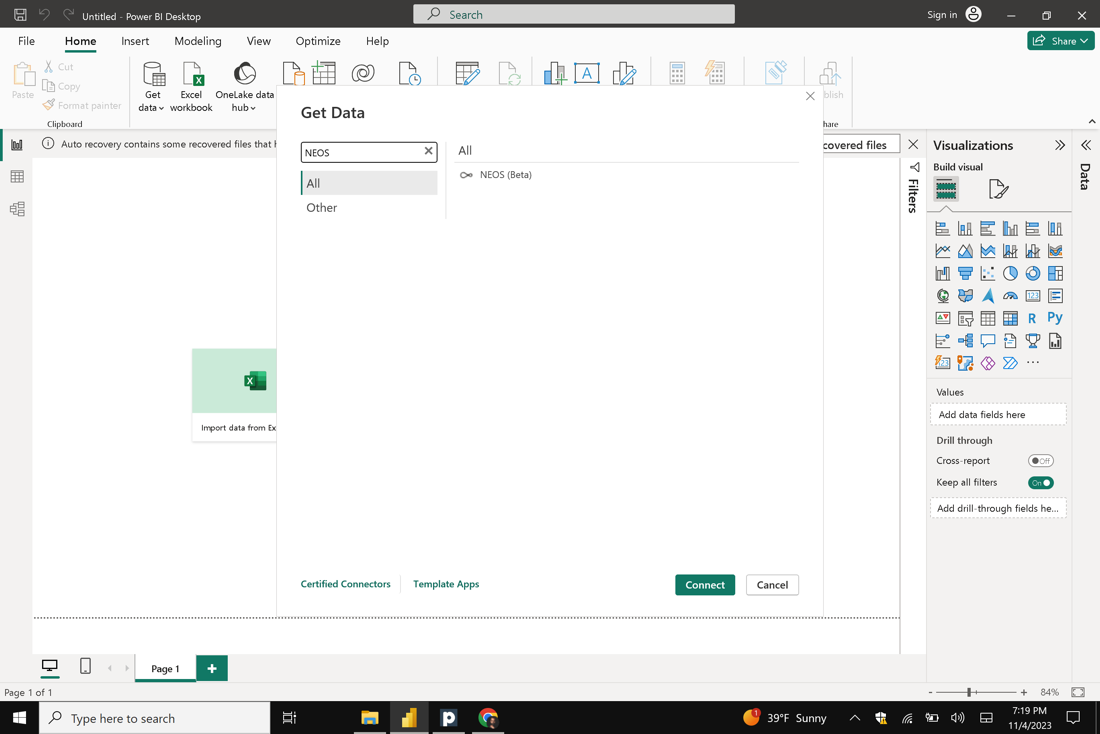 Untitled - Power BI Desktop
Search
Sign in
File
Home
Insert
Modeling
View
Optimize
Help
Share
Paste
Cut
Copy
Format painter
Clipboard
Get
data
Excel
workbook
OneLake data
hub
blish
hare
Auto recovery contains some recovered files that h
covered files
Get Data
NEOS
All
Other
All
NEOS (Beta)
Import data from Ex
Certified Connectors
Template Apps
Connect
Cancel
Filters
Visualizations
Data
Build visual
123
R
Py
123
Values
Add data fields here
Drill through
Cross-report
Off
Keep all filters
On
Add drill-through fields he...
Page 1
Page 1 of 1
- + 84%
Type here to search
1
39°F Sunny
7:19 PM
11/4/2023